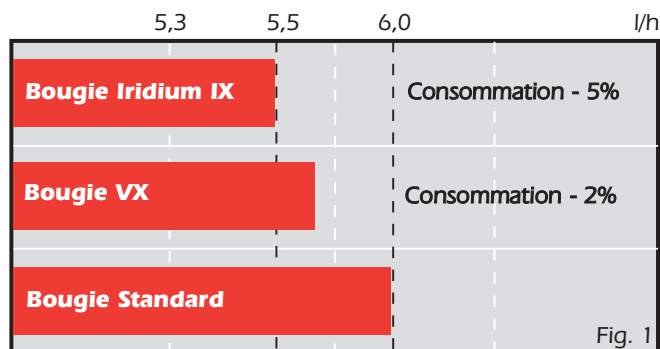 5,3 5,5 6,0 l/h
Bougie Iridium IX Consommation - 5%
Bougie VX Consommation - 2%
Bougie Standard
Fig. 1